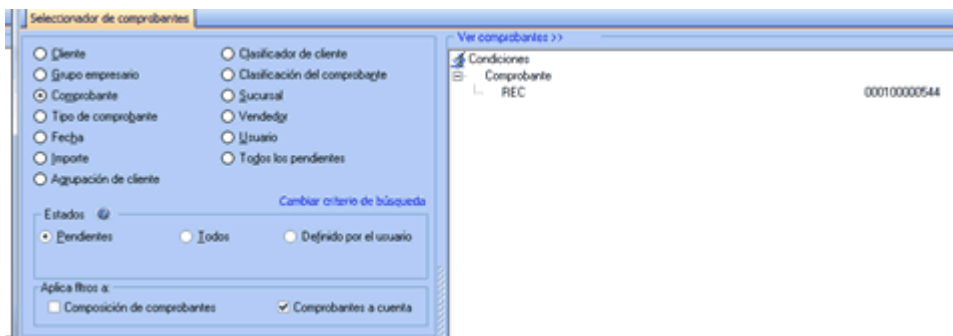 Seleccionador de comprobantes
Cliente
Grupo empresario
Comprobante
Tipo de comprobante
Fecha
Importe
Agrupación de cliente
Clasificador de cliente
Clasificación del comprobante
Sucursal
Vendedor
Usuario
Todos los pendientes
Cambiar criterio de búsqueda
Estados
Pendientes Todos Definido por el usuario
Aplica filtros a:
Composición de comprobantes Comprobantes a cuenta
Ver comprobantes >>
Condiciones
Comprobante
REC 000100000544